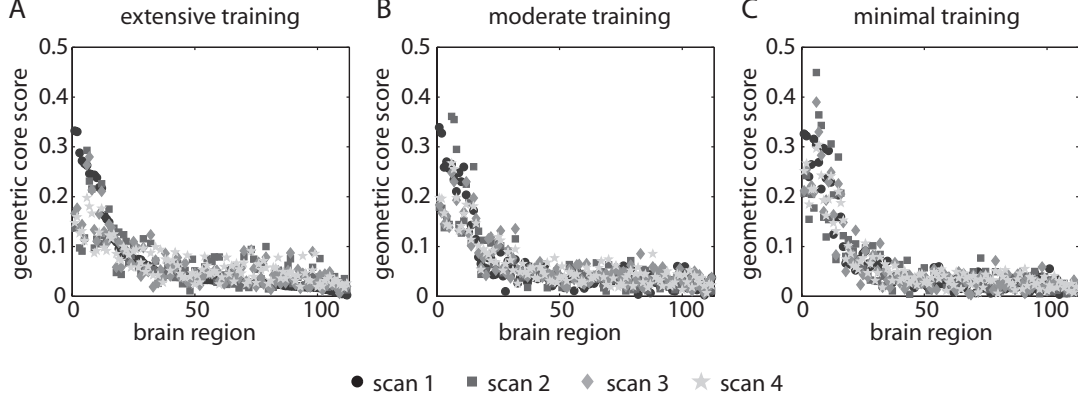 A extensive training
B moderate training
C minimal training
geometric core score
0.5
0.4
0.3
0.2
0.1
0
0 50 100
brain region
geometric core score
0.5
0.4
0.3
0.2
0.1
0
0 50 100
brain region
geometric core score
0.5
0.4
0.3
0.2
0.1
0
0 50 100
brain region
scan 1 scan 2 scan 3 scan 4